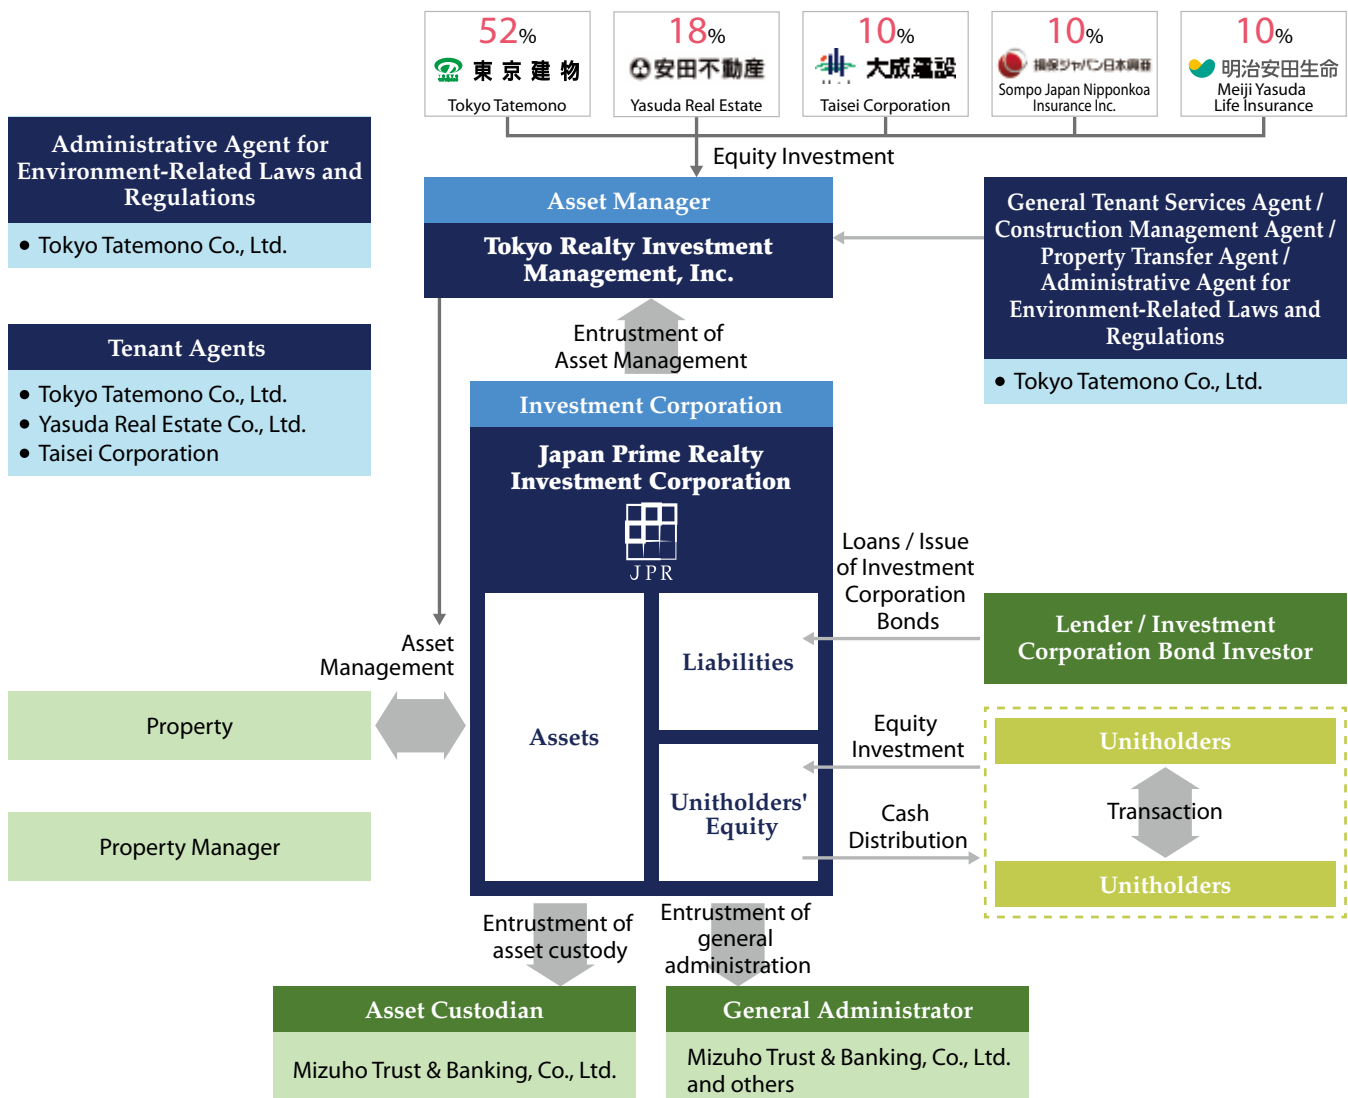 52%
東京建物
Tokyo Tatemono
18%
安田不動産
Yasuda Real Estate
10%
大成建設
Taisei Corporation
10%
損保ジャパン日本興亜
Sompo Japan Nipponkoa
Insurance Inc.
10%
明治安田生命
Meiji Yasuda
Life Insurance
Equity Investment
Administrative Agent for
Environment-Related Laws and
Regulations
• Tokyo Tatemono Co., Ltd.
Asset Manager
Tokyo Realty Investment
Management, Inc.
General Tenant Services Agent /
Construction Management Agent /
Property Transfer Agent /
Administrative Agent for
Environment-Related Laws and
Regulations
• Tokyo Tatemono Co., Ltd.
Tenant Agents
• Tokyo Tatemono Co., Ltd.
• Yasuda Real Estate Co., Ltd.
• Taisei Corporation
Entrustment of
Asset Management
Investment Corporation
Japan Prime Realty
Investment Corporation
JPR
Asset
Management
Assets
Liabilities
Unitholders'
Equity
Loans / Issue
of Investment
Corporation
Bonds
Lender / Investment
Corporation Bond Investor
Property
Property Manager
Equity
Investment
Cash
Distribution
Unitholders
Transaction
Unitholders
Entrustment of
asset custody
Entrustment of
general
administration
Asset Custodian
Mizuho Trust & Banking, Co., Ltd.
General Administrator
Mizuho Trust & Banking, Co., Ltd.
and others